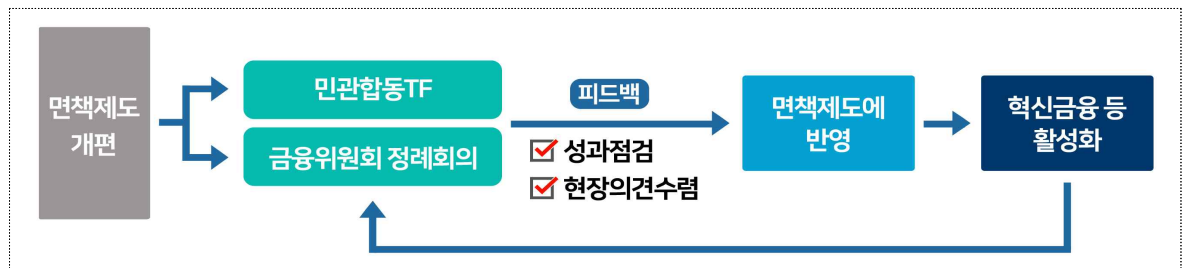 면책제도
개편
민관합동TF
금융위원회 정례회의
피드백
성과점검
현장의견수렴
면책제도에
반영
혁신금융 등
활성화